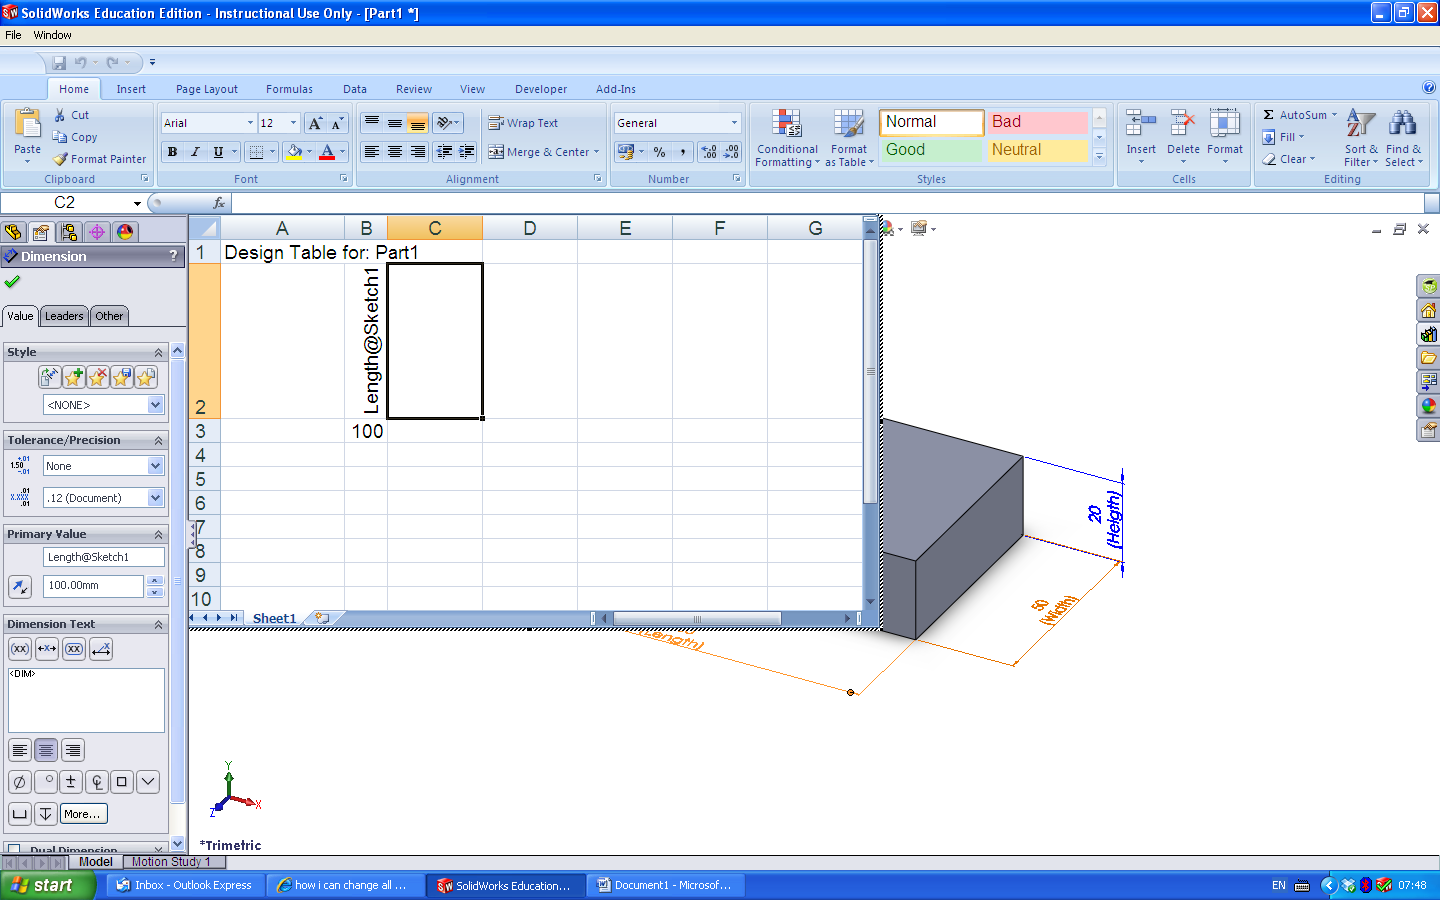 SolidWorks Education Edition - Instructional Use Only - [Part1 *]
File Window
Home Insert Page Layout Formulas Data Review View Developer Add-Ins
Paste
Cut
Copy
Format Painter
Clipboard
Arial 12
B I U
Font
Wrap Text
Merge & Center
Alignment
General
%
Number
Conditional Formatting
Format as Table
Normal Bad
Good Neutral
Styles
Insert Delete Format
Cells
AutoSum
Fill
Clear
Sort & Filter
Find & Select
Editing
C2 fx
Dimension ?
Value Leaders Other
Style
<NONE>
Tolerance/Precision
None
.12 (Document)
Primary Value
Length@Sketch1
100.00mm
Dimension Text
<DIM>
More...
Dual Dimension
A B C D E F G
1 Design Table for: Part1
2 Length@Sketch1
3 100
4
5
6
7
8
9
10
Sheet1
20
(Heigth)
50
(Width)
(Length)
Y
X
Z
*Trimetric
Model Motion Study 1
start
Inbox - Outlook Express
how i can change all ...
SolidWorks Education...
Document1 - Microsof...
EN
07:48